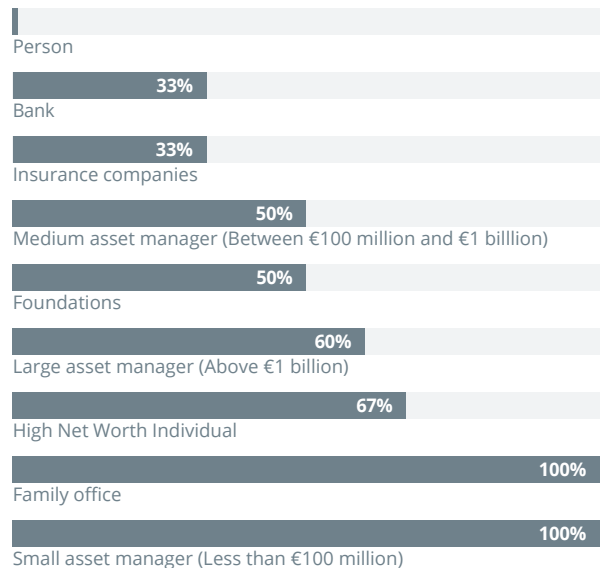 Person
33%
Bank
33%
Insurance companies
50%
Medium asset manager (Between €100 million and €1 billlion)
50%
Foundations
60%
Large asset manager (Above €1 billion)
67%
High Net Worth Individual
100%
Family office
100%
Small asset manager (Less than €100 million)